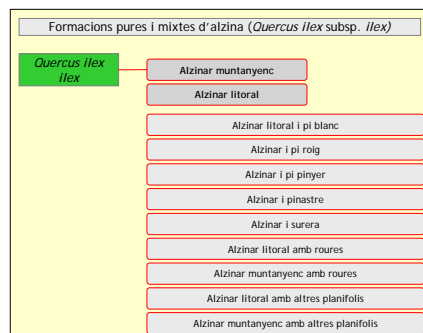 Formacions pures i mixtes d'alzina (Quercus ilex subsp. ilex)
Quercus ilex
ilex
Alzinar muntanyenc
Alzinar litoral
Alzinar litoral i pi blanc
Alzinar i pi roig
Alzinar i pi pinyer
Alzinar i pinastre
Alzinar i surera
Alzinar litoral amb roures
Alzinar muntanyenc amb roures
Alzinar litoral amb altres planifolis
Alzinar muntanyenc amb altres planifolis